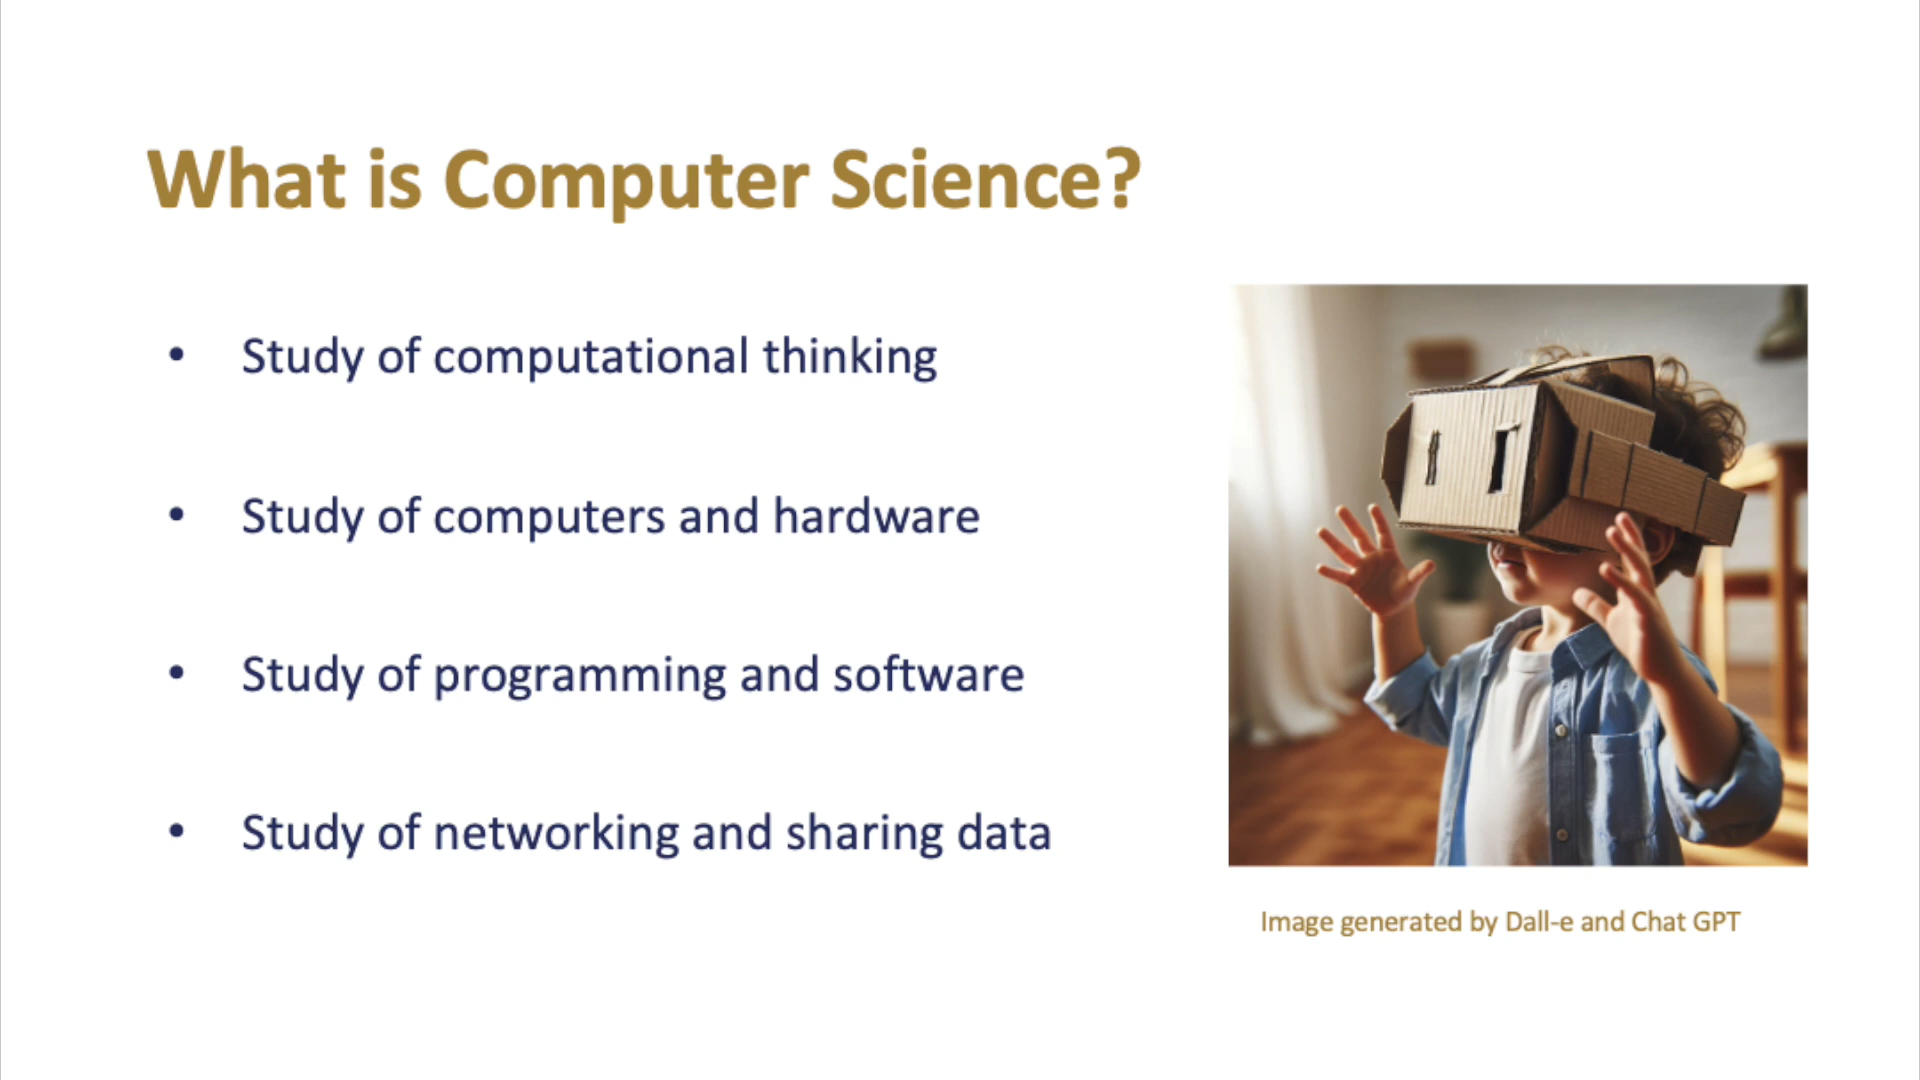 What is Computer Science?
• Study of computational thinking
• Study of computers and hardware
• Study of programming and software
• Study of networking and sharing data
Image generated by Dall-e and Chat GPT